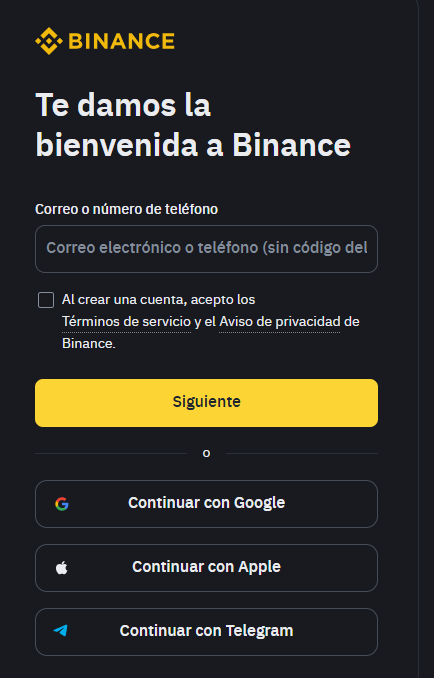 BINANCE
Te damos la
bienvenida a Binance
Correo o número de teléfono
Correo electrónico o teléfono (sin código del
Al crear una cuenta, acepto los
Términos de servicio y el Aviso de privacidad de
Binance.
Siguiente
o
Continuar con Google
Continuar con Apple
Continuar con Telegram